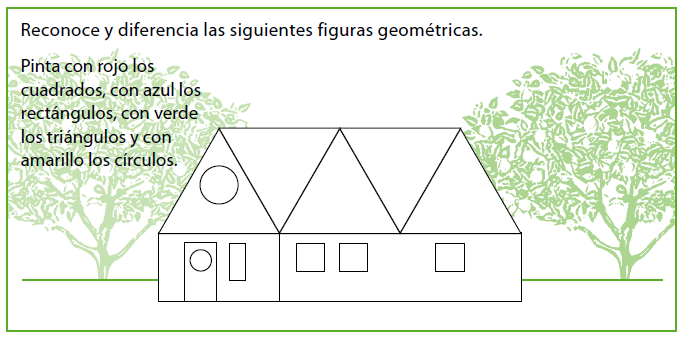 Reconoce y diferencia las siguientes figuras geométricas.
Pinta con rojo los
cuadrados, con azul los
rectángulos, con verde
los triángulos y con
amarillo los círculos.